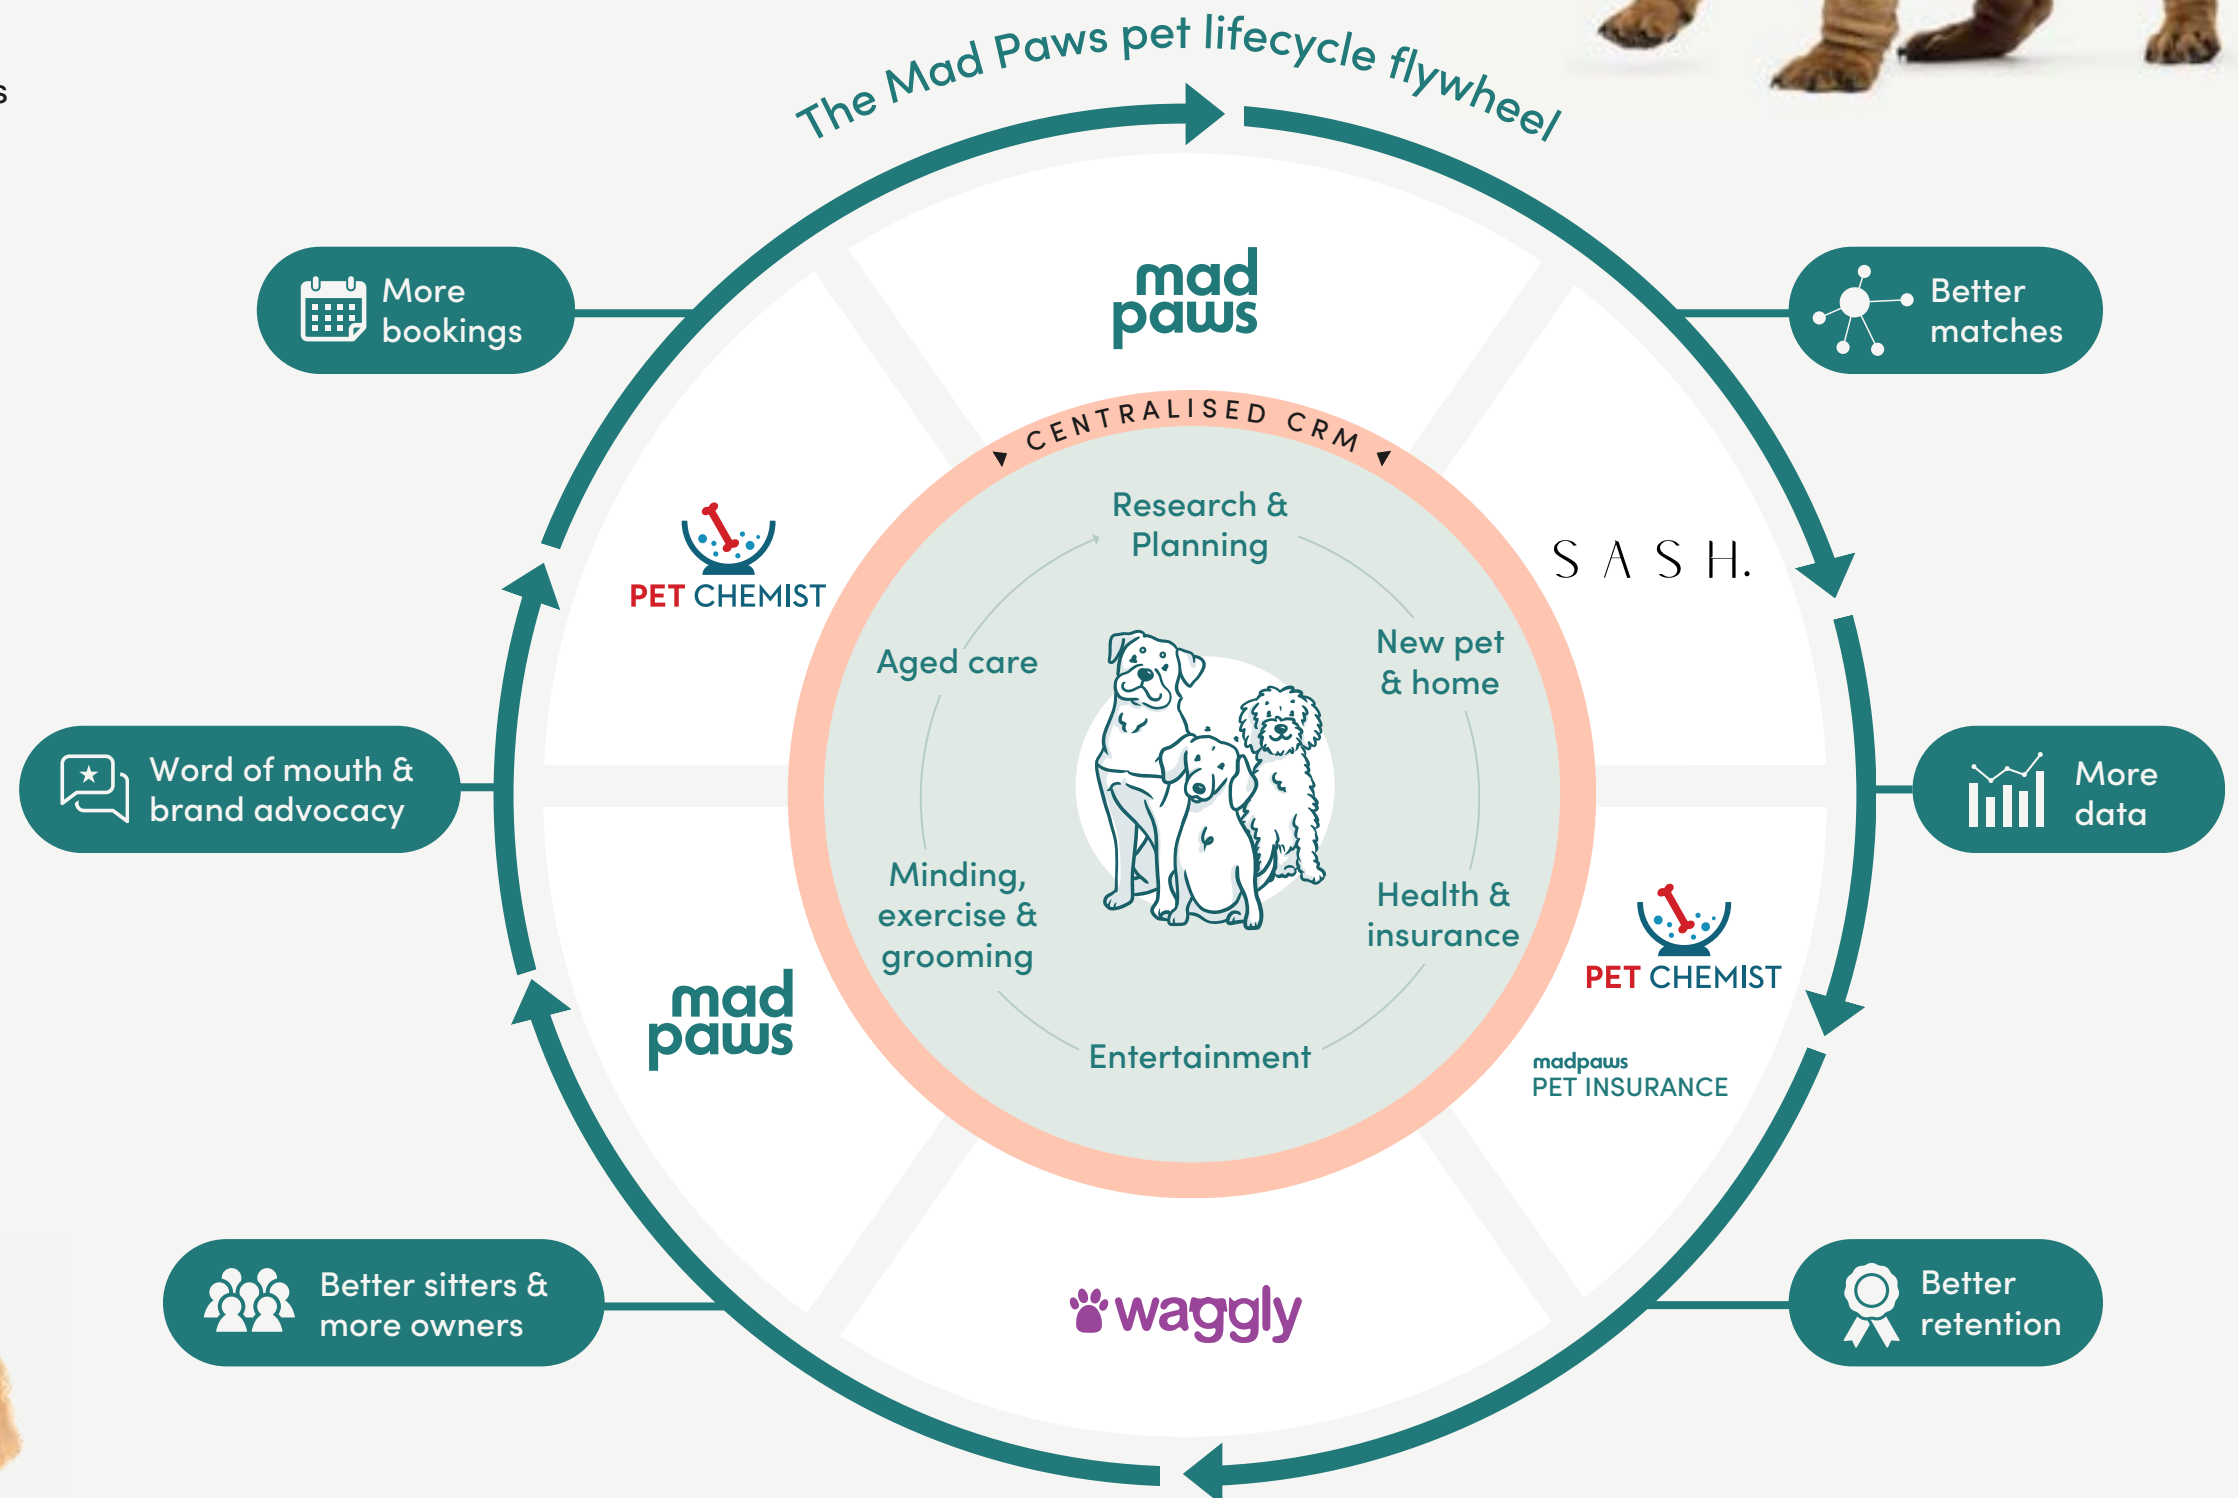 s
The Mad Paws pet lifecycle flywheel
More
bookings
mad
paws
Better
matches
CENTRALISED CRM
Research &
Planning
PET CHEMIST
S A S H.
Aged care
New pet
& home
Word of mouth &
brand advocacy
More
data
Minding,
exercise &
grooming
Health &
insurance
PET CHEMIST
mad
paws
Entertainment
madpaws
PET INSURANCE
Better sitters &
more owners
waggly
Better
retention